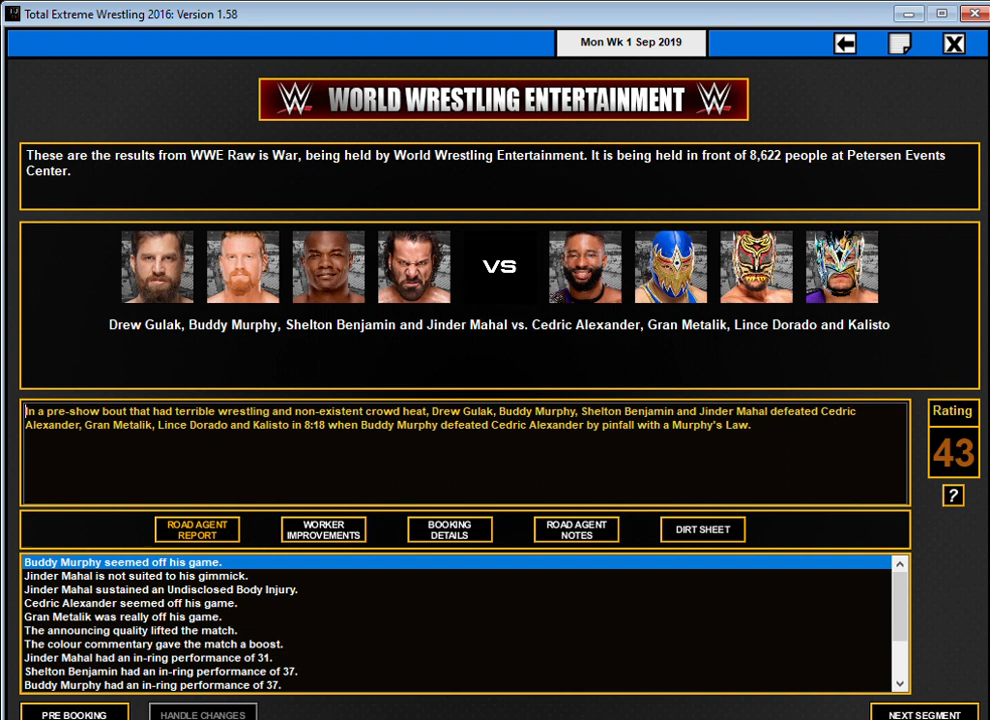 Total Extreme Wrestling 2016: Version 1.58
Mon Wk 1 Sep 2019
WORLD WRESTLING ENTERTAINMENT
These are the results from WWE Raw is War, being held by World Wrestling Entertainment. It is being held in front of 8,622 people at Petersen Events
Center.
VS
Drew Gulak, Buddy Murphy, Shelton Benjamin and Jinder Mahal vs. Cedric Alexander, Gran Metalik, Lince Dorado and Kalisto
In a pre-show bout that had terrible wrestling and non-existent crowd heat, Drew Gulak, Buddy Murphy, Shelton Benjamin and Jinder Mahal defeated Cedric
Alexander, Gran Metalik, Lince Dorado and Kalisto in 8:18 when Buddy Murphy defeated Cedric Alexander by pinfall with a Murphy's Law.
Rating
43
?
ROAD AGENT
REPORT
WORKER
IMPROVEMENTS
BOOKING
DETAILS
ROAD AGENT
NOTES
DIRT SHEET
Buddy Murphy seemed off his game.
Jinder Mahal is not suited to his gimmick.
Jinder Mahal sustained an Undisclosed Body Injury.
Cedric Alexander seemed off his game.
Gran Metalik was really off his game.
The announcing quality lifted the match.
The colour commentary gave the match a boost.
Jinder Mahal had an in-ring performance of 31.
Shelton Benjamin had an in-ring performance of 37.
Buddy Murphy had an in-ring performance of 37.
PRE BOOKING
HANDLE CHANGES
NEXT SEGMENT